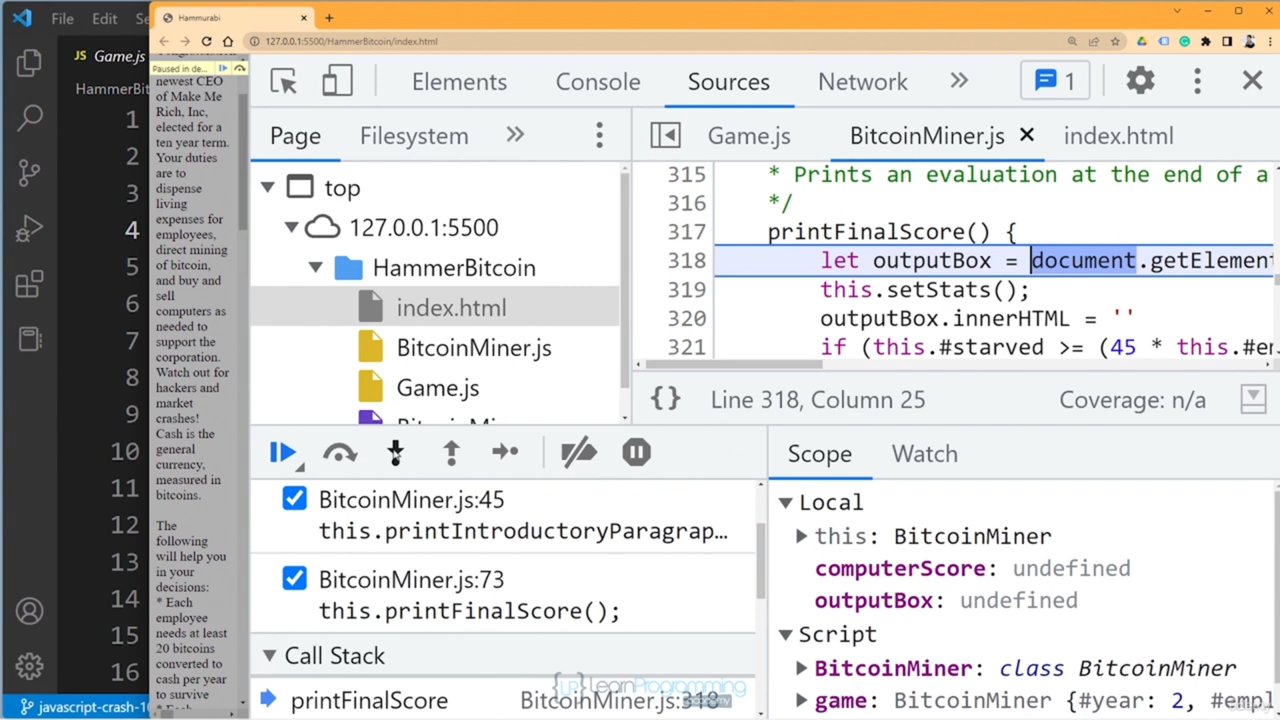 File Edit
Hammurabi
127.0.0.1:5500/HammerBitcoin/index.html
JS Game.js
HammerBit
1
2
3
4
5
6
7
8
9
10
11
12
13
14
15
16
javascript-crash-1
Paused in de...
newest CEO
of Make Me
Rich, Inc,
elected for a
ten year term.
Your duties
are to
dispense
living
expenses for
employees,
direct mining
of bitcoin,
and buy and
sell
computers as
needed to
support the
corporation.
Watch out for
hackers and
market
crashes!
Cash is the
general
currency,
measured in
bitcoins.
The
following
will help you
in your
decisions:
* Each
employee
needs at least
20 bitcoins
converted to
cash per year
to survive
Elements Console Sources Network » 1
Page Filesystem »
top
127.0.0.1:5500
HammerBitcoin
index.html
BitcoinMiner.js
Game.js
Game.js BitcoinMiner.js index.html
315 * Prints an evaluation at the end of a
316 */
317 printFinalScore() {
318 let outputBox = document.getElement
319 this.setStats();
320 outputBox.innerHTML = ''
321 if (this.#starved >= (45 * this.#e
{} Line 318, Column 25 Coverage: n/a
BitcoinMiner.js:45
this.printIntroductoryParagrap…
BitcoinMiner.js:73
this.printFinalScore();
Call Stack
printFinalScore BitcoinMiner.js:318
Scope Watch
Local
this: BitcoinMiner
computerScore: undefined
outputBox: undefined
Script
BitcoinMiner: class BitcoinMiner
game: BitcoinMiner {#year: 2, #empl
LearnProgramming